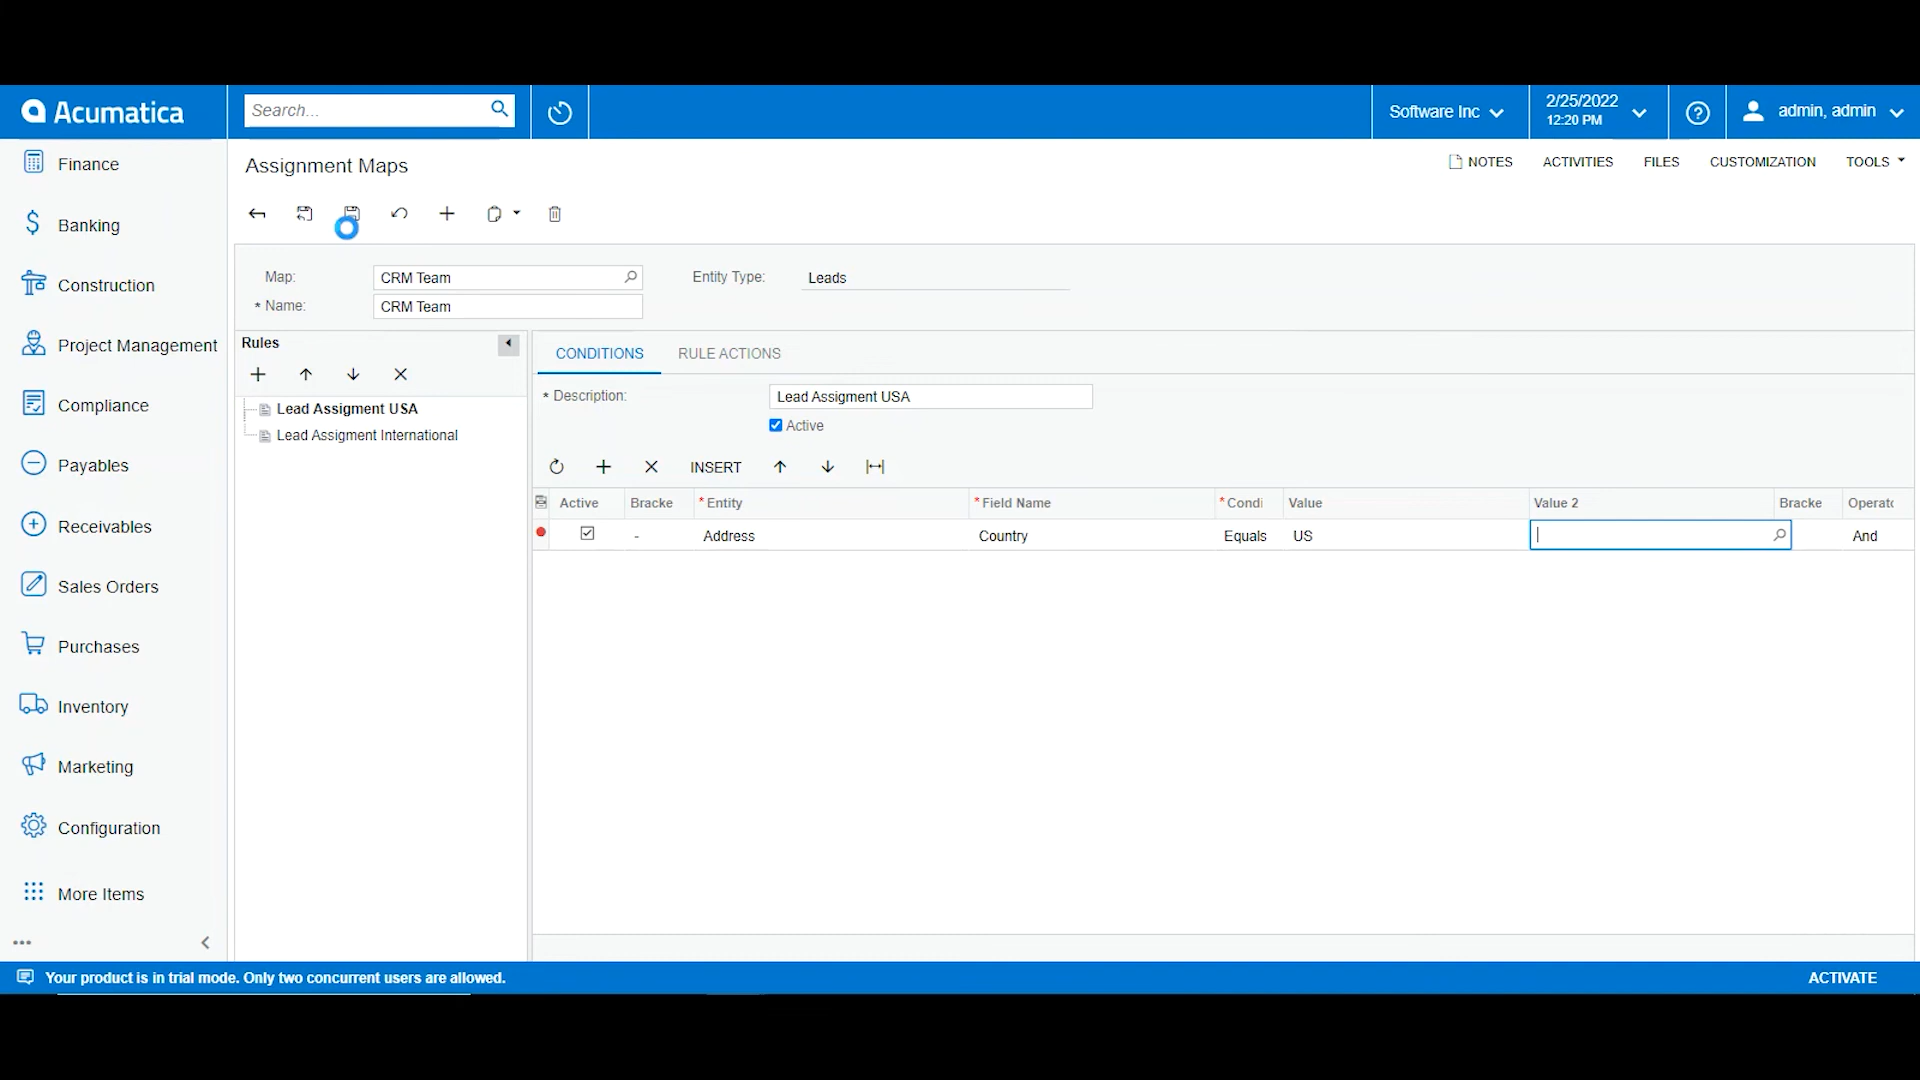 Acumatica
Search...
Software Inc
2/25/2022
12:20 PM
admin, admin
Finance
Banking
Construction
Project Management
Compliance
Payables
Receivables
Sales Orders
Purchases
Inventory
Marketing
Configuration
More Items
Assignment Maps
NOTES
ACTIVITIES
FILES
CUSTOMIZATION
TOOLS
Map:
CRM Team
Entity Type:
Leads
* Name:
CRM Team
Rules
Lead Assigment USA
Lead Assigment International
CONDITIONS
RULE ACTIONS
* Description:
Lead Assigment USA
Active
INSERT
Active Bracke * Entity * Field Name * Condi Value Value 2 Bracke Operato
- Address Country Equals US And
Your product is in trial mode. Only two concurrent users are allowed.
ACTIVATE